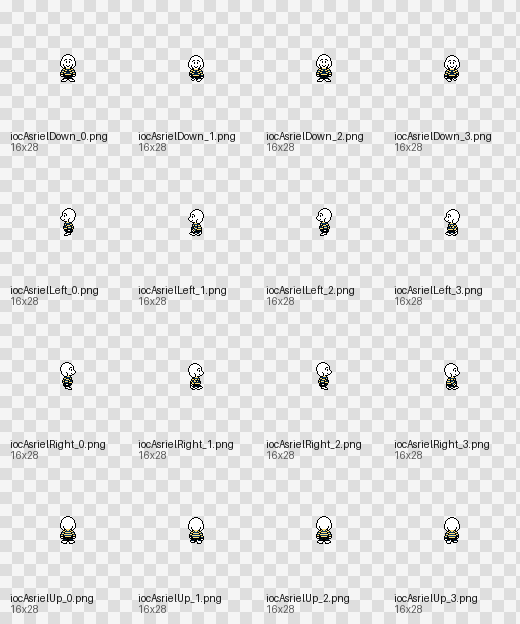 iocAsrielDown_0.png iocAsrielDown_1.png iocAsrielDown_2.png iocAsrielDown_3.png
16x28 16x28 16x28 16x28
iocAsrielLeft_0.png iocAsrielLeft_1.png iocAsrielLeft_2.png iocAsrielLeft_3.png
16x28 16x28 16x28 16x28
iocAsrielRight_0.png iocAsrielRight_1.png iocAsrielRight_2.png iocAsrielRight_3.png
16x28 16x28 16x28 16x28
iocAsrielUp_0.png iocAsrielUp_1.png iocAsrielUp_2.png iocAsrielUp_3.png
16x28 16x28 16x28 16x28